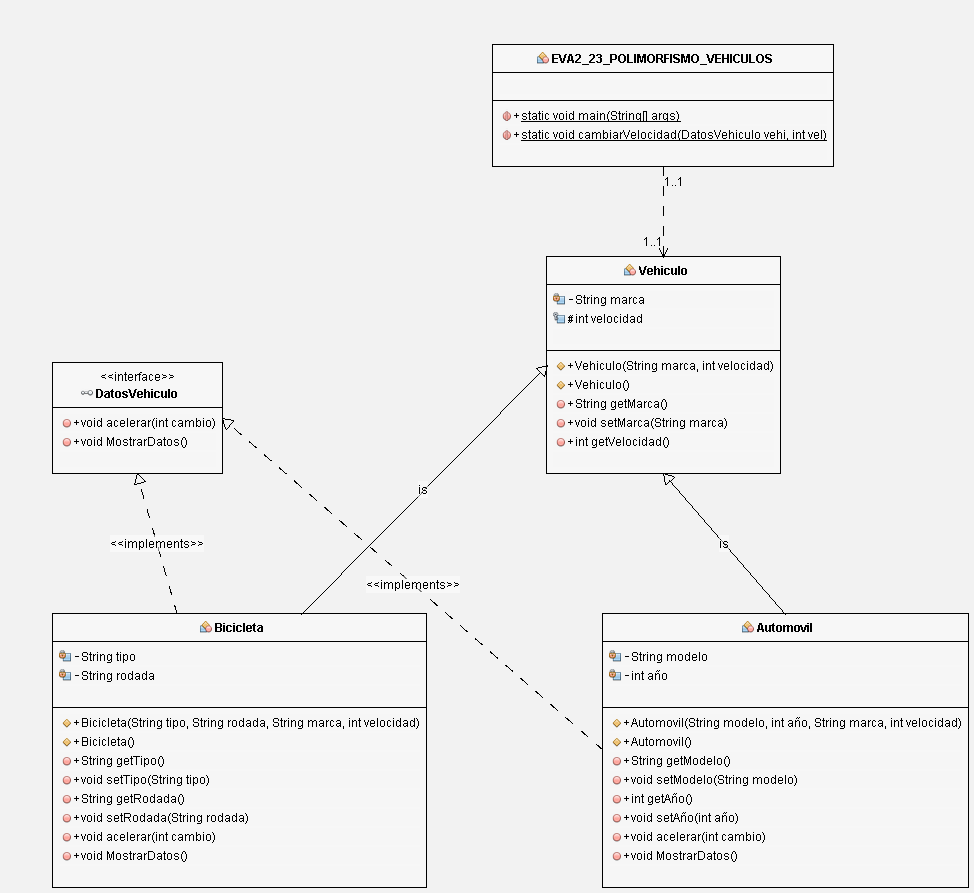 EVA2_23_POLIMORFISMO_VEHICULOS
+static void main(String[] args)
+static void cambiarVelocidad(DatosVehiculo vehi, int vel)
1..1
1..1
Vehiculo
-String marca
#int velocidad
+Vehiculo(String marca, int velocidad)
+Vehiculo()
+String getMarca()
+void setMarca(String marca)
+int getVelocidad()
<<interface>>
DatosVehiculo
+void acelerar(int cambio)
+void MostrarDatos()
is
is
<<implements>>
<<implements>>
Bicicleta
-String tipo
-String rodada
+Bicicleta(String tipo, String rodada, String marca, int velocidad)
+Bicicleta()
+String getTipo()
+void setTipo(String tipo)
+String getRodada()
+void setRodada(String rodada)
+void acelerar(int cambio)
+void MostrarDatos()
Automovil
-String modelo
-int año
+Automovil(String modelo, int año, String marca, int velocidad)
+Automovil()
+String getModelo()
+void setModelo(String modelo)
+int getAño()
+void setAño(int año)
+void acelerar(int cambio)
+void MostrarDatos()